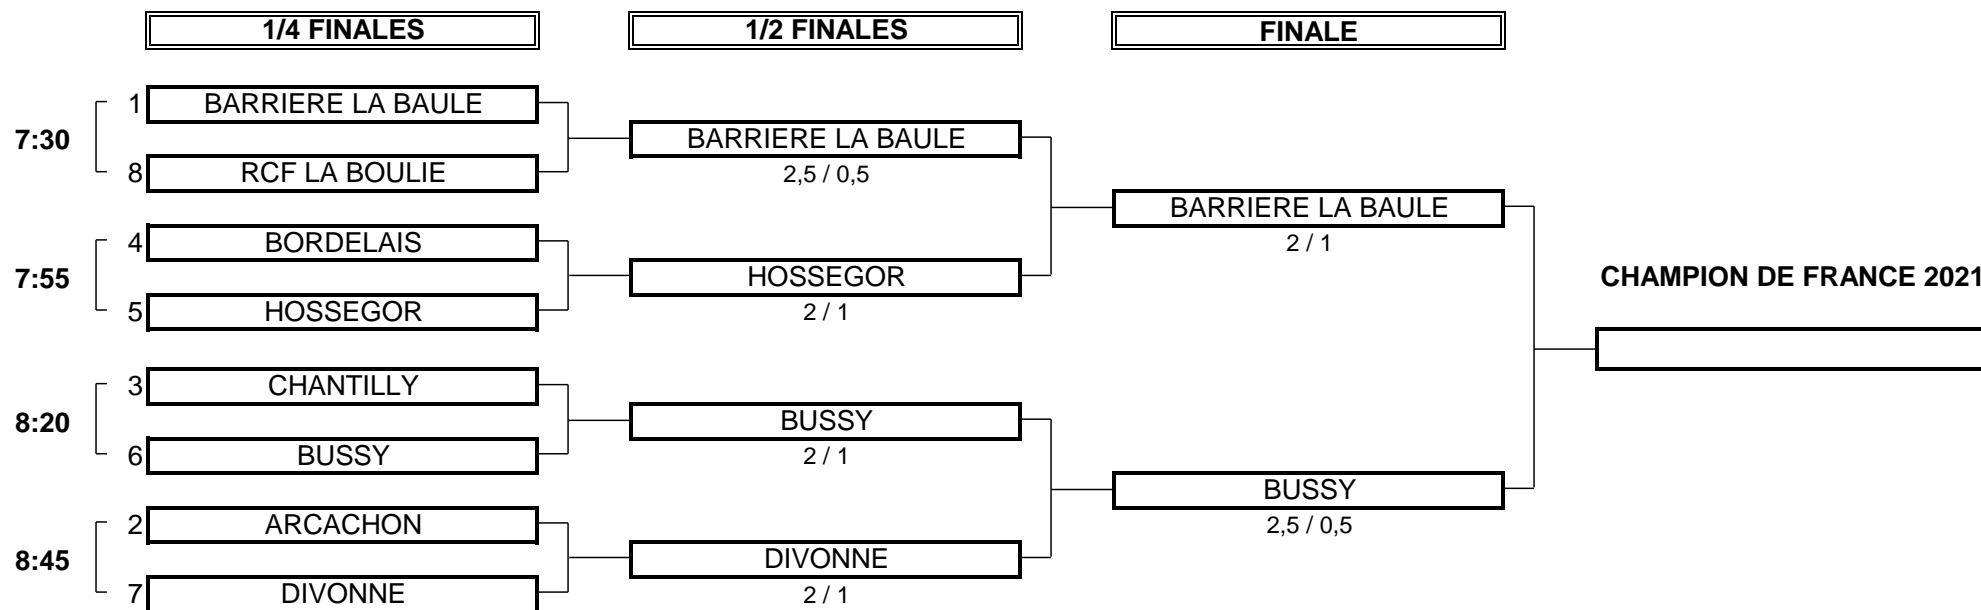 1/4 FINALES 1/2 FINALES FINALE
1 BARRIERE LA BAULE
7:30
8 RCF LA BOULIE
BARRIERE LA BAULE
2,5 / 0,5
4 BORDELAIS
7:55
5 HOSSEGOR
HOSSEGOR
2 / 1
BARRIERE LA BAULE
2 / 1
3 CHANTILLY
8:20
6 BUSSY
BUSSY
2 / 1
2 ARCACHON
8:45
7 DIVONNE
DIVONNE
2 / 1
BUSSY
2,5 / 0,5
CHAMPION DE FRANCE 2021